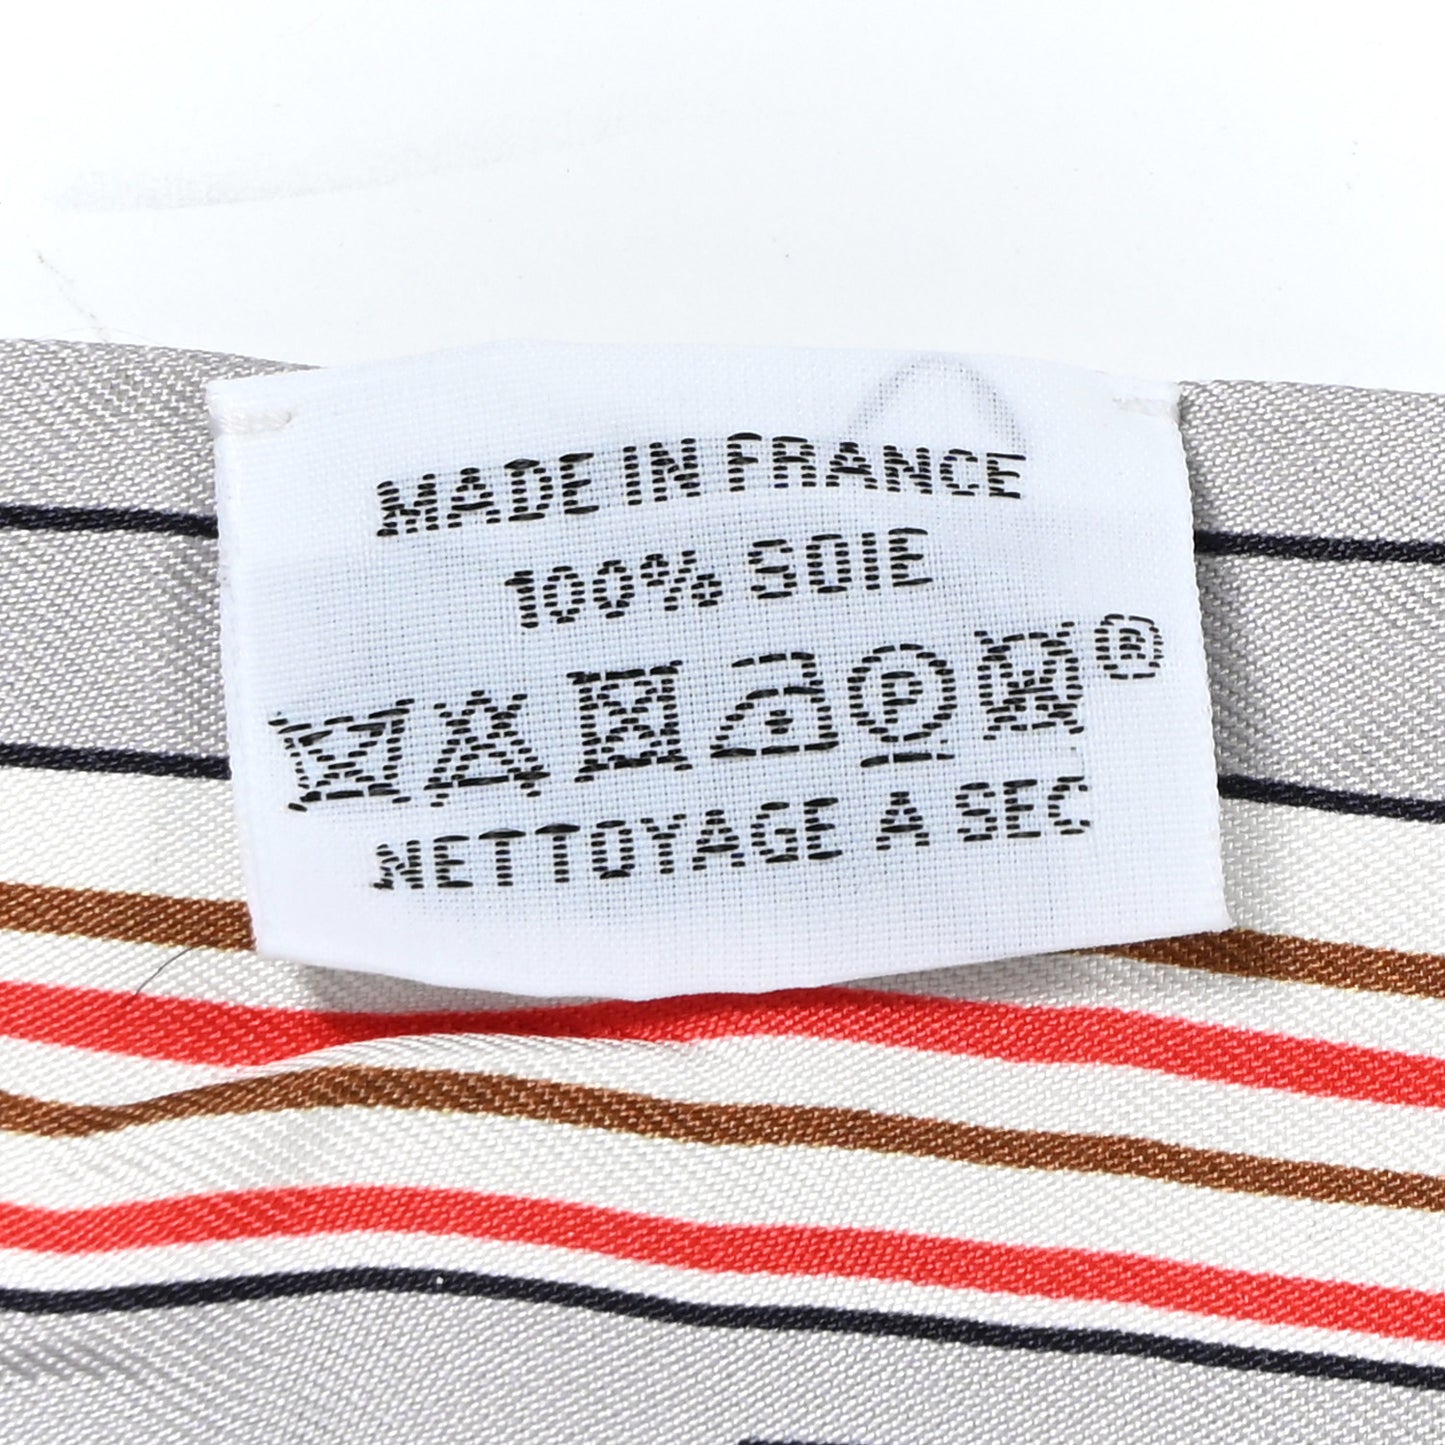 MADE IN FRANCE
100% SOIE
P W ®
NETTOYAGE A SEC